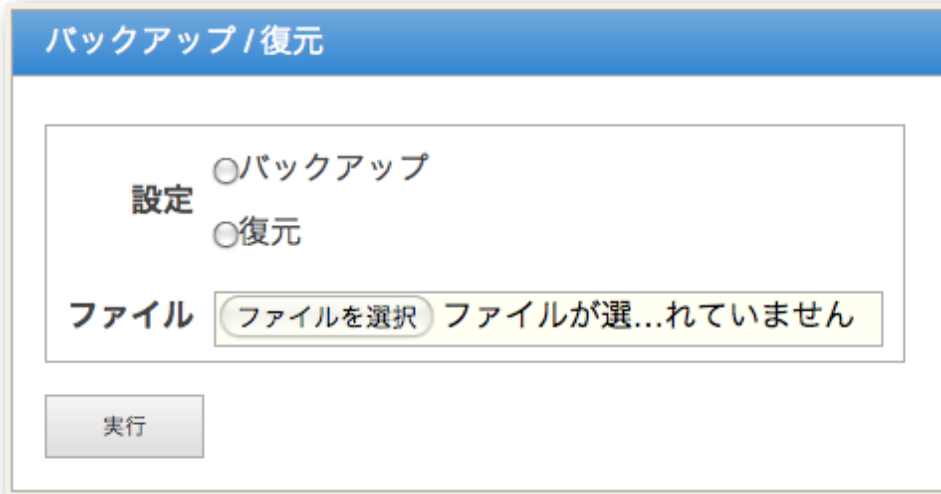 バックアップ / 復元
設定
バックアップ
復元
ファイル ファイルを選択 ファイルが選...れていません
実行